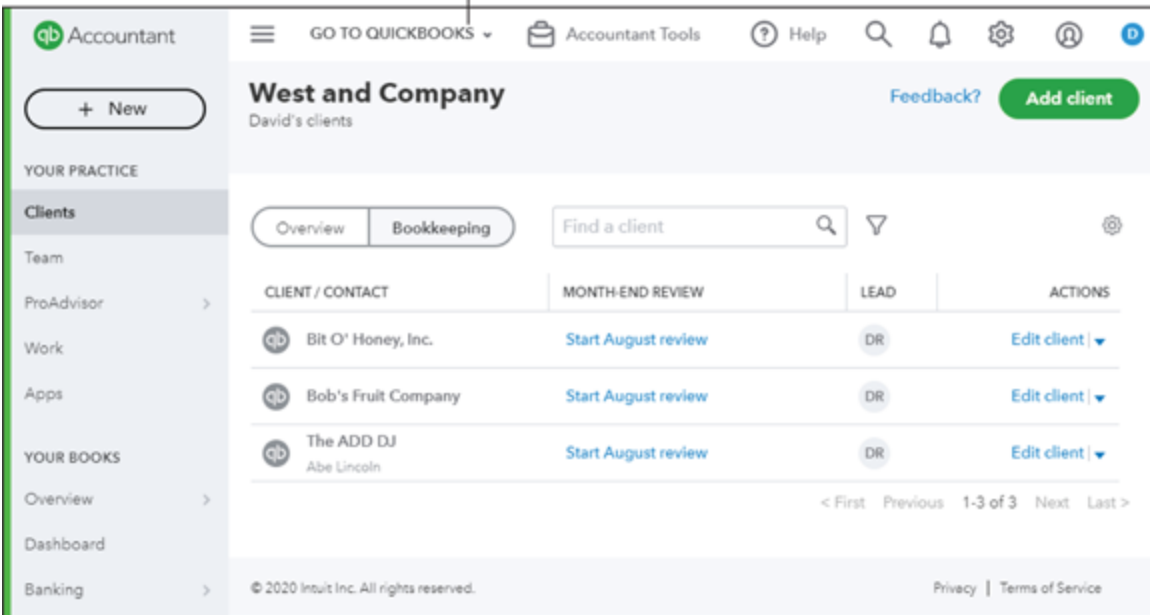 qb Accountant
GO TO QUICKBOOKS
Accountant Tools
? Help
D
+ New
West and Company
David's clients
Feedback?
Add client
YOUR PRACTICE
Clients
Team
ProAdvisor >
Work
Apps
YOUR BOOKS
Overview >
Dashboard
Banking >
Overview
Bookkeeping
Find a client
CLIENT / CONTACT MONTH-END REVIEW LEAD ACTIONS
qb Bit O' Honey, Inc. Start August review DR Edit client
qb Bob's Fruit Company Start August review DR Edit client
qb The ADD DJ Start August review DR Edit client
Abe Lincoln
< First Previous 1-3 of 3 Next Last >
© 2020 Intuit Inc. All rights reserved. Privacy | Terms of Service